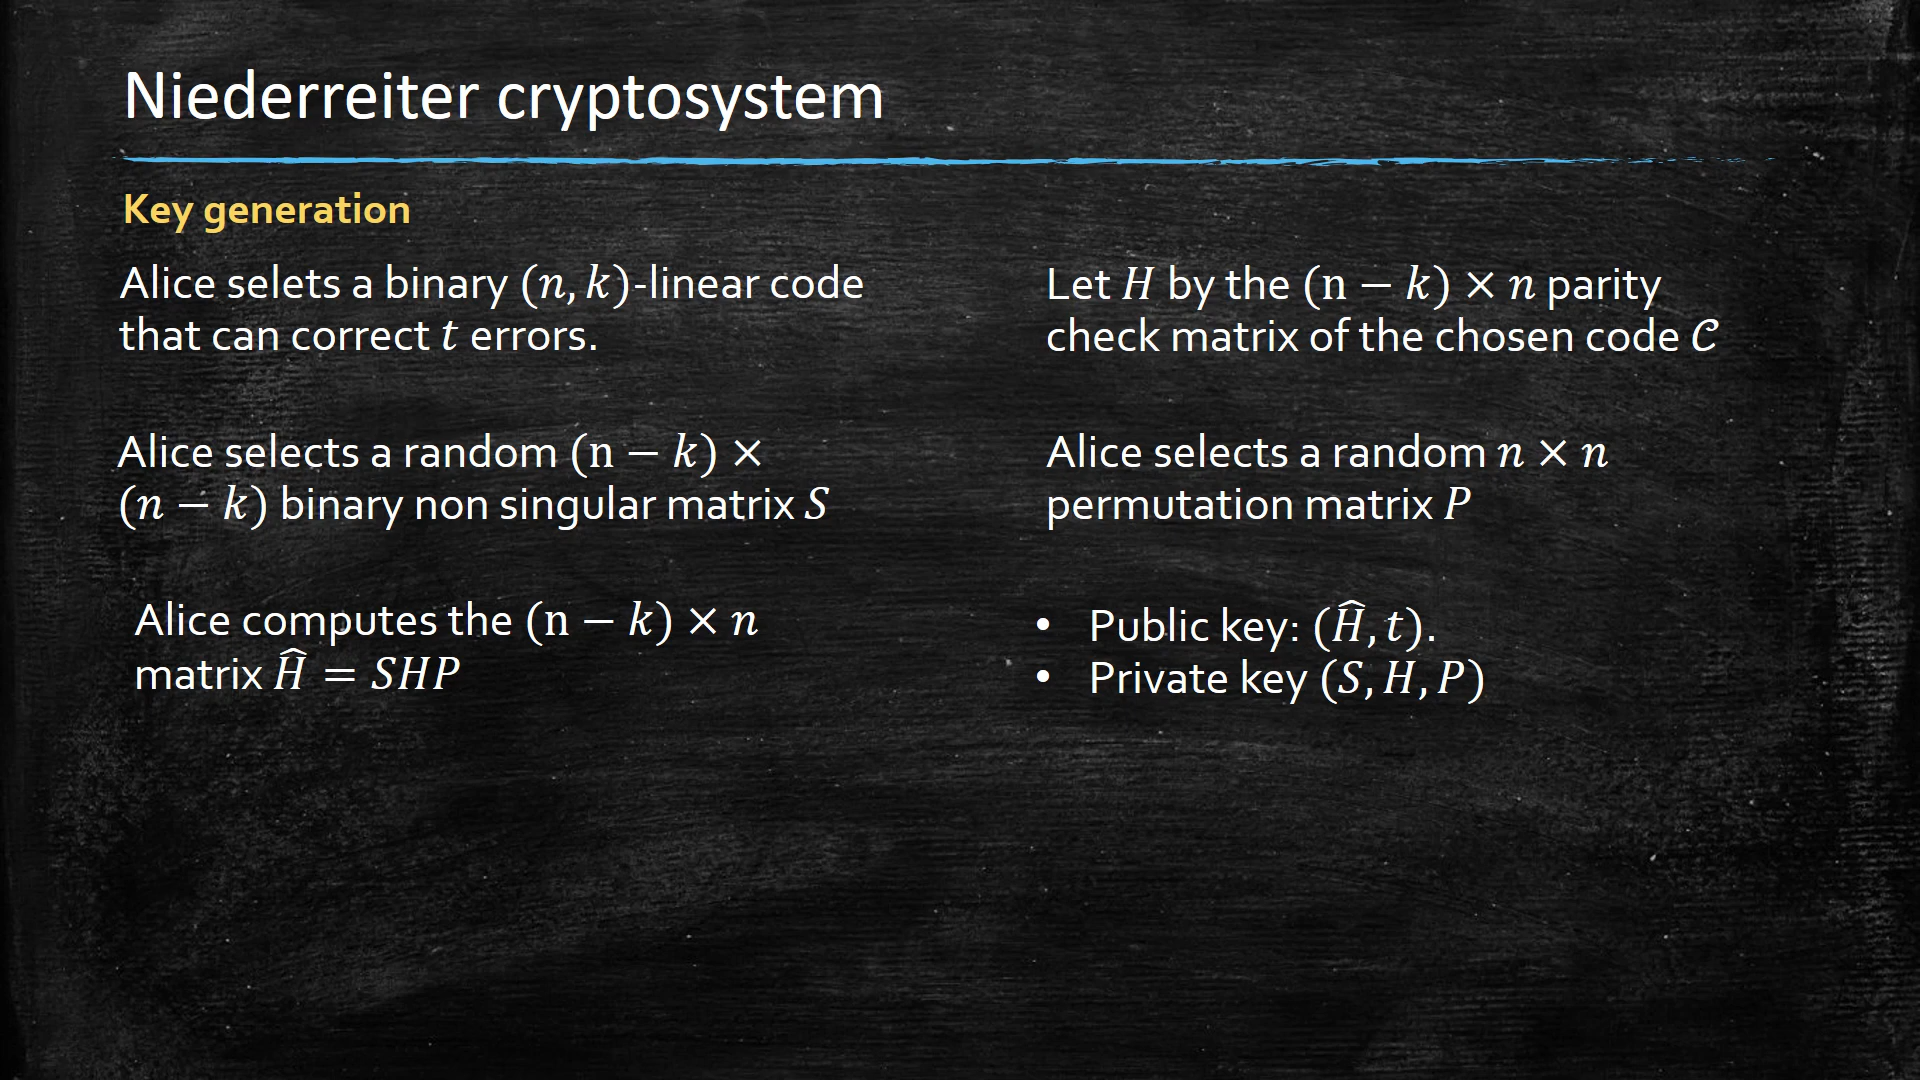 Niederreiter cryptosystem
Key generation
Alice selets a binary (n, k)-linear code
that can correct t errors.
Let H by the (n − k) × n parity
check matrix of the chosen code 𝒞
Alice selects a random (n − k) ×
(n − k) binary non singular matrix S
Alice selects a random n × n
permutation matrix P
Alice computes the (n − k) × n
matrix Ĥ = SHP
• Public key: (Ĥ, t).
• Private key (S, H, P)